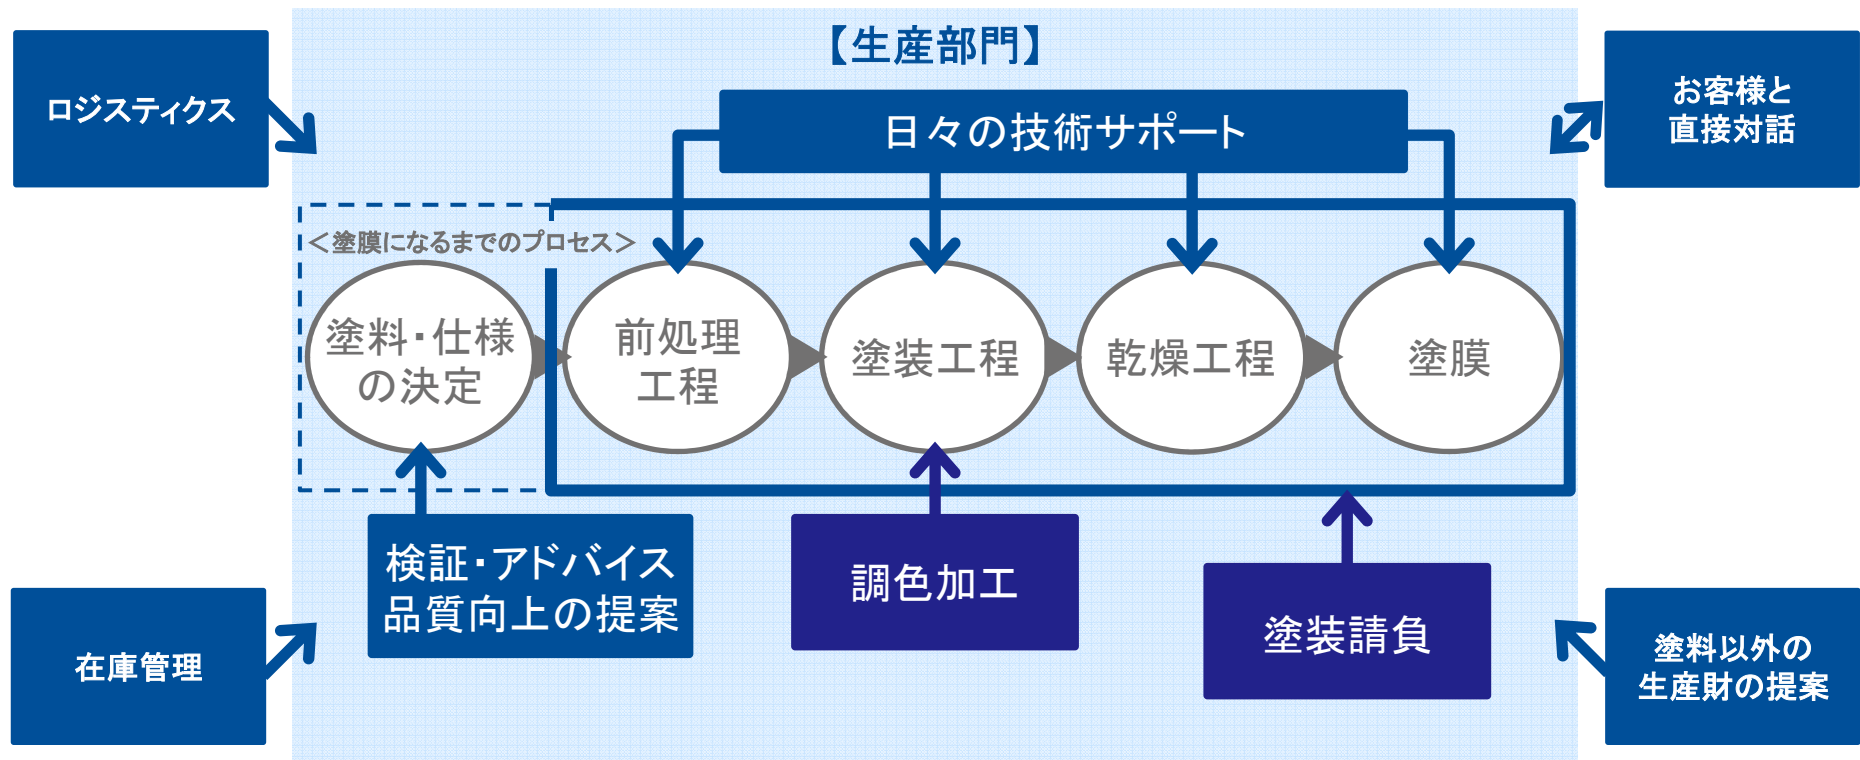 【生産部門】
ロジスティクス
お客様と
直接対話
日々の技術サポート
＜塗膜になるまでのプロセス＞
塗料・仕様
の決定
前処理
工程
塗装工程
乾燥工程
塗膜
検証・アドバイス
品質向上の提案
調色加工
塗装請負
在庫管理
塗料以外の
生産財の提案